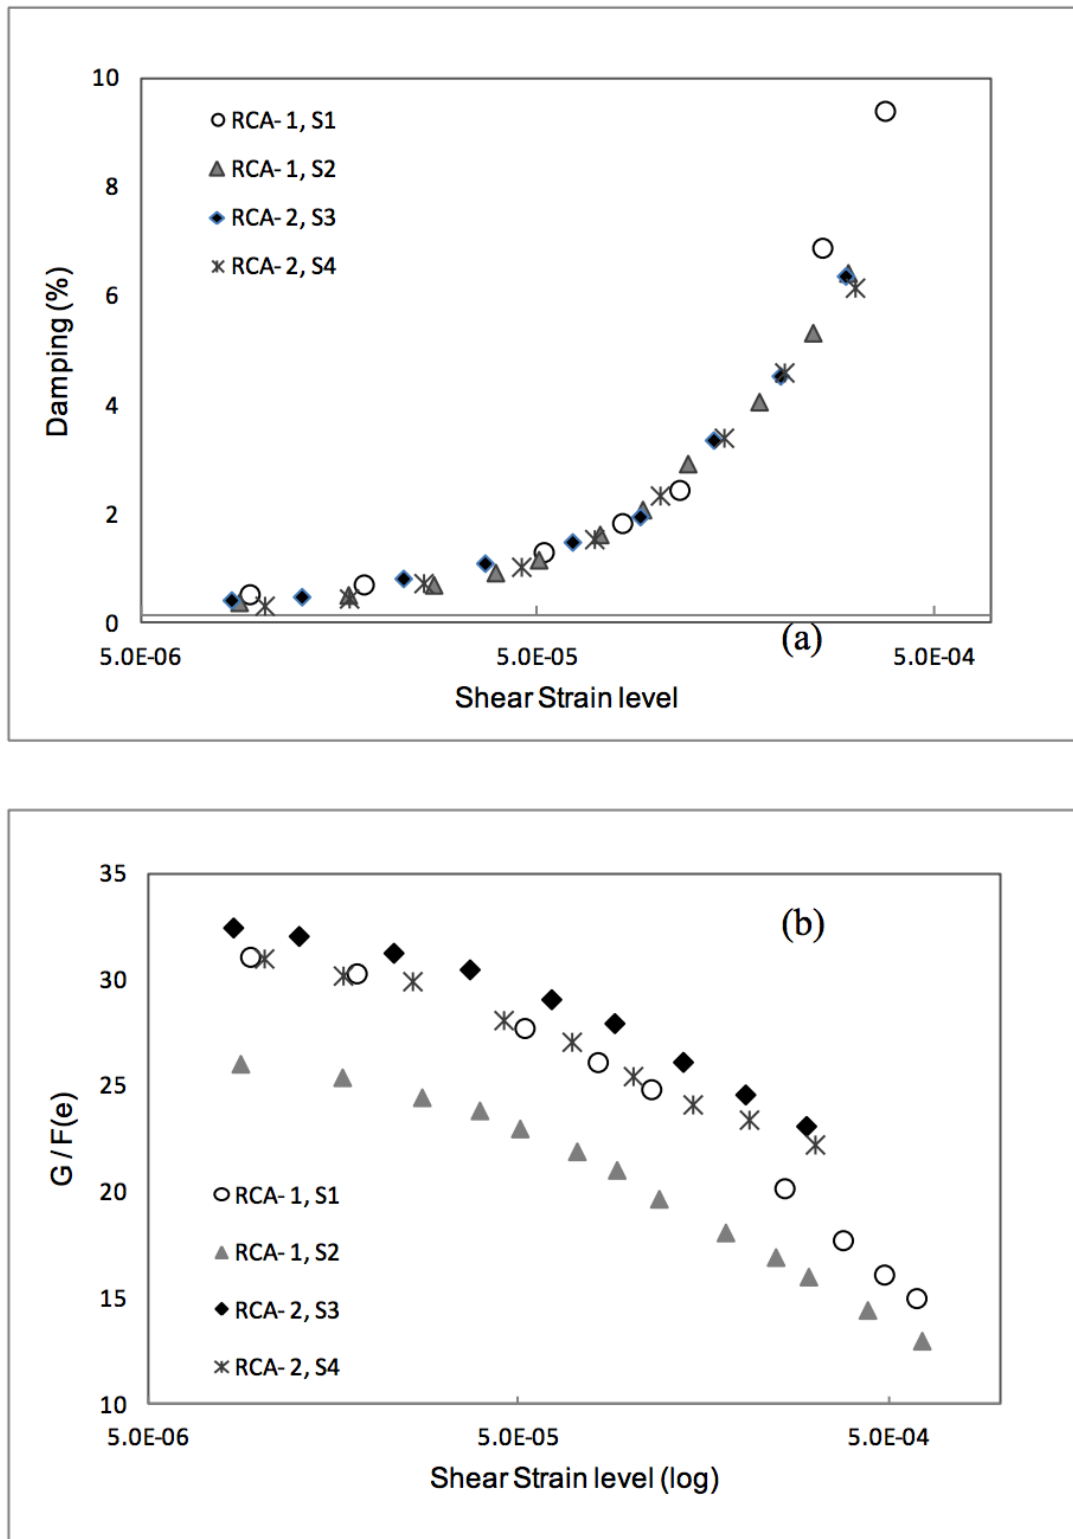 10
8
6
4
2
0
Damping (%)
RCA- 1, S1
RCA- 1, S2
RCA- 2, S3
RCA- 2, S4
(a)
5.0E-06 5.0E-05 5.0E-04
Shear Strain level
35
30
25
20
15
10
G / F(e)
(b)
RCA- 1, S1
RCA- 1, S2
RCA- 2, S3
RCA- 2, S4
5.0E-06 5.0E-05 5.0E-04
Shear Strain level (log)